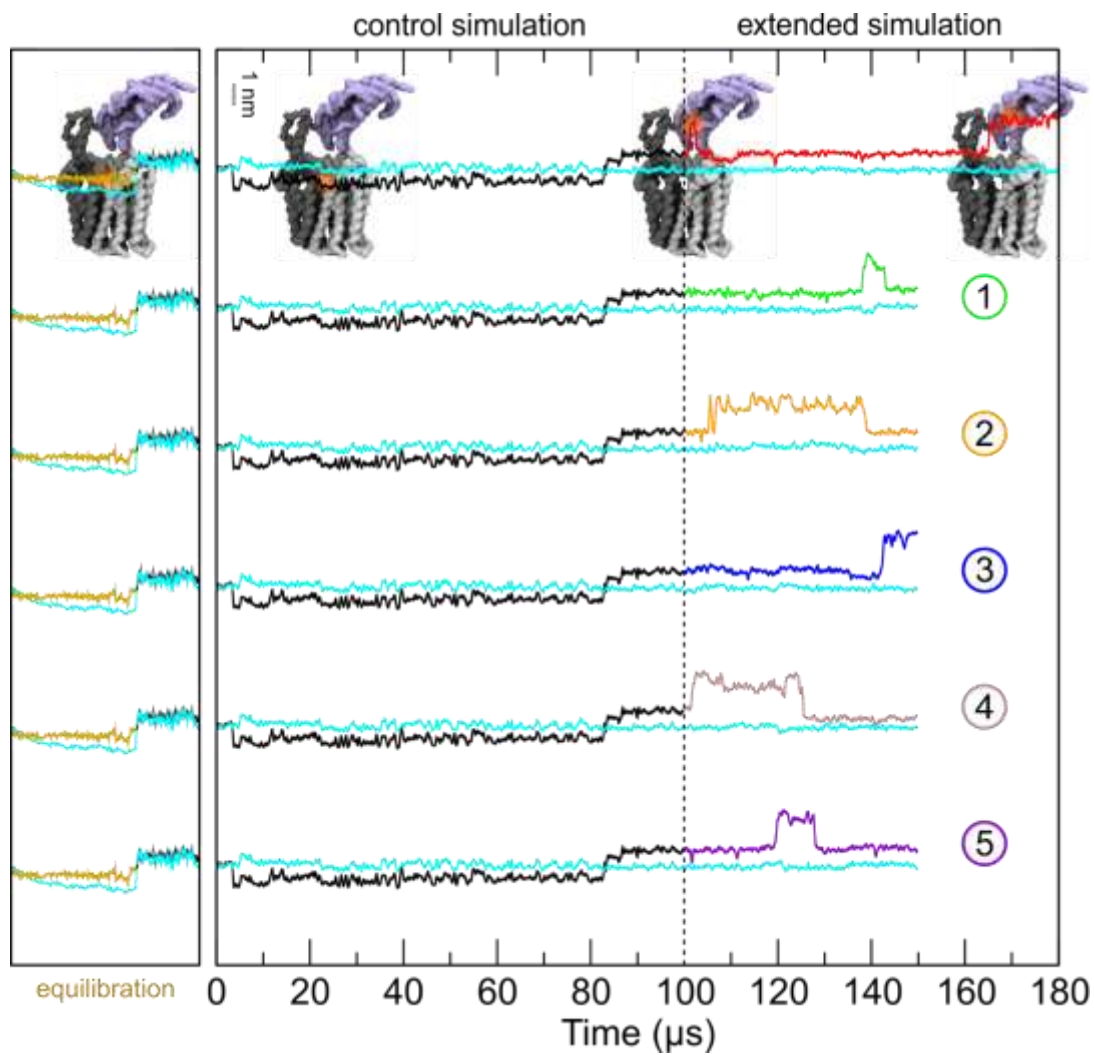 control simulation extended simulation
1 nm
1
2
3
4
5
equilibration
0 20 40 60 80 100 120 140 160 180
Time (µs)